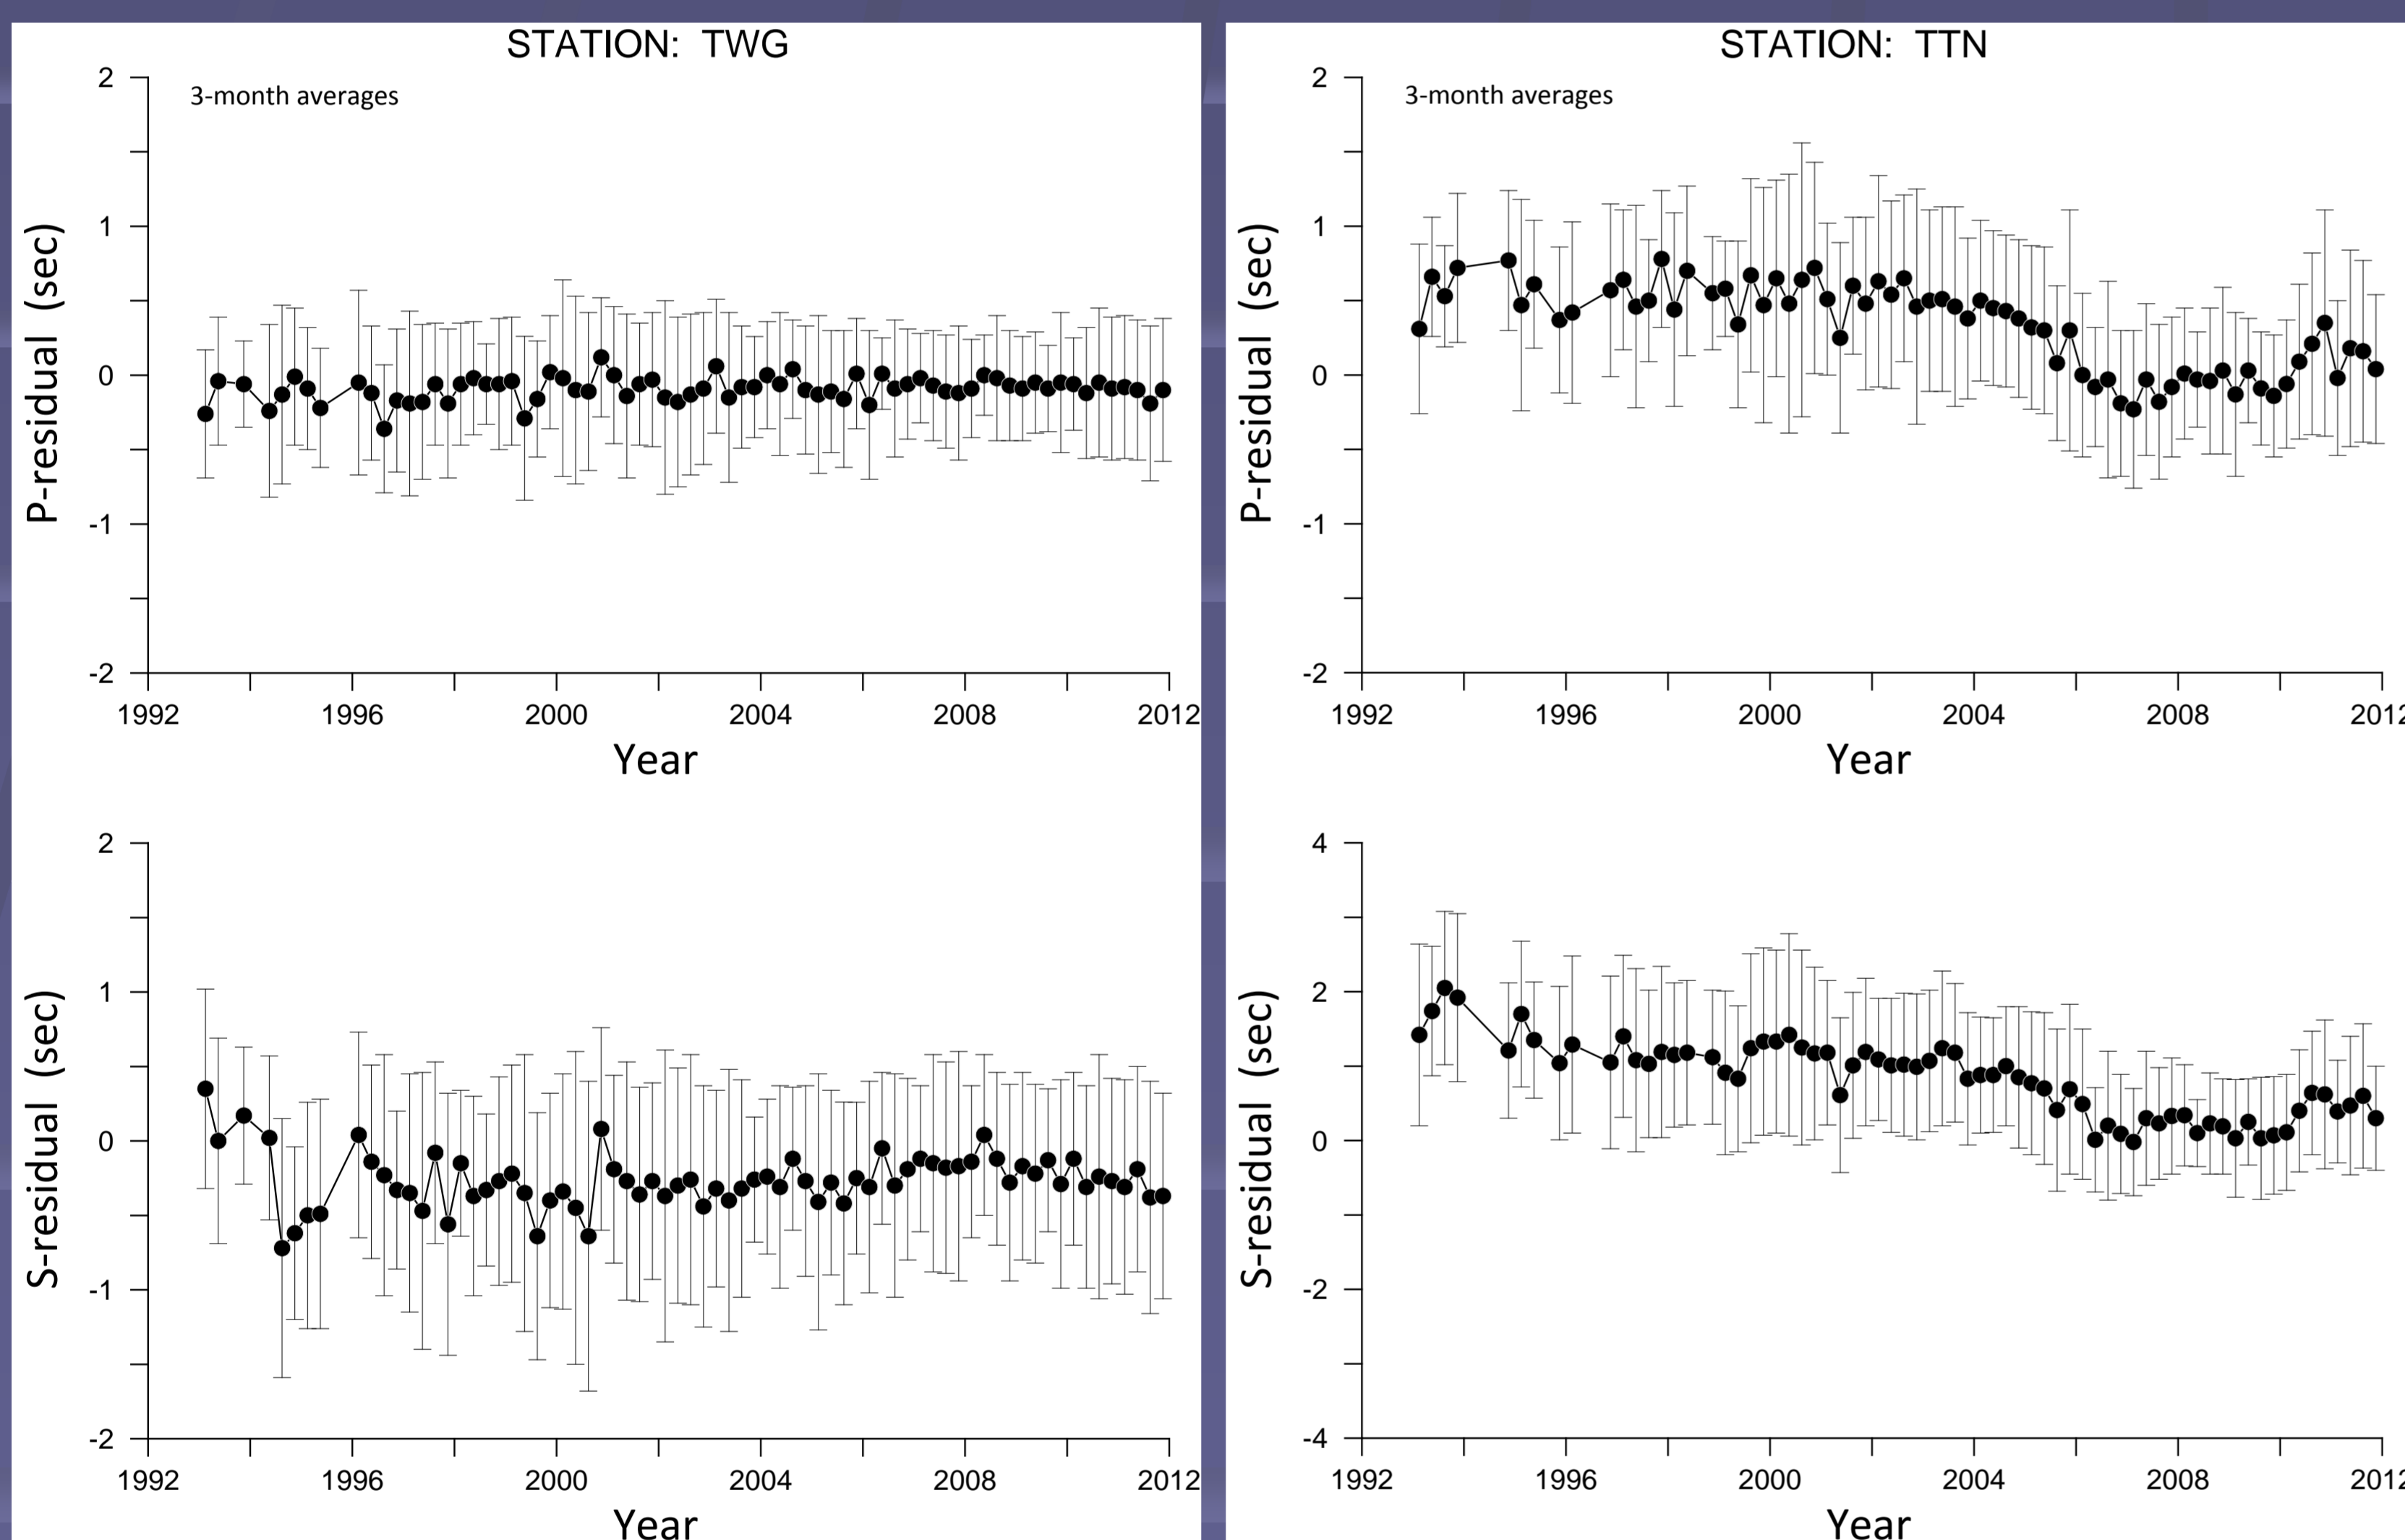 STATION: TWG
3-month averages
P-residual (sec)
2
1
0
-1
-2
1992 1996 2000 2004 2008 2012
Year
S-residual (sec)
2
1
0
-1
-2
1992 1996 2000 2004 2008 2012
Year
STATION: TTN
3-month averages
P-residual (sec)
2
1
0
-1
-2
1992 1996 2000 2004 2008 2012
Year
S-residual (sec)
4
2
0
-2
-4
1992 1996 2000 2004 2008 2012
Year